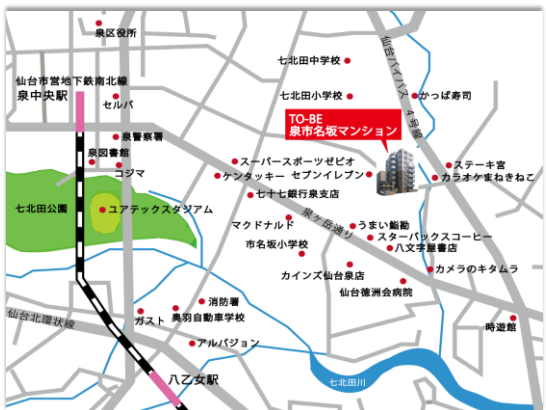 泉区役所
七北田中学校
仙台市営地下鉄南北線
泉中央駅
セルバ
七北田小学校
かっぱ寿司
仙台バイパス 4号線
TO-BE
泉市名坂マンション
泉警察署
泉図書館
コジマ
スーパースポーツゼビオ
ケンタッキー
セブンイレブン
ステーキ宮
カラオケまねきねこ
七十七銀行泉支店
七北田公園
ユアテックスタジアム
マクドナルド
泉ヶ岳通り
うまい鮨勘
スターバックスコーヒー
八文字屋書店
市名坂小学校
カインズ仙台泉店
カメラのキタムラ
仙台徳洲会病院
消防署
奥羽自動車学校
ガスト
仙台北環状線
アルパジョン
時遊館
八乙女駅
七北田川